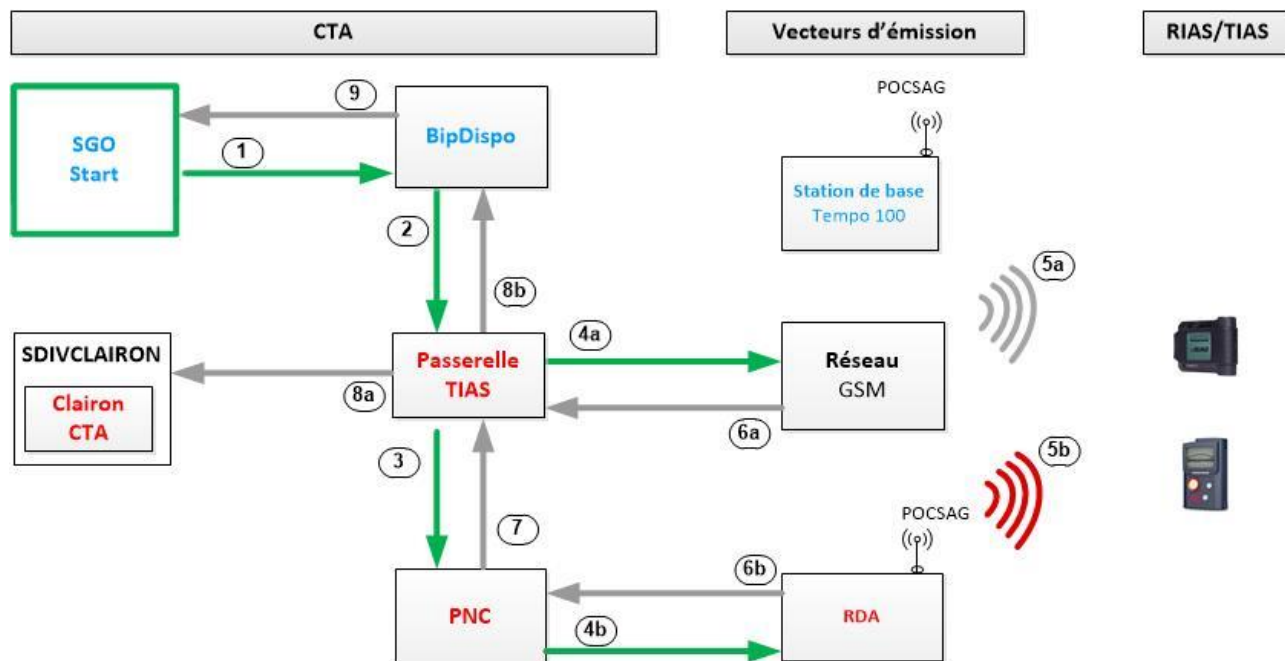 CTA
Vecteurs d'émission
RIAS/TIAS
9
POCSAG
SGO
Start
1
BipDispo
Station de base
Tempo 100
2
8b
5a
SDIVCLAIRON
Passerelle
TIAS
4a
Réseau
GSM
Clairon
CTA
8a
6a
3
5b
7
POCSAG
6b
PNC
RDA
4b